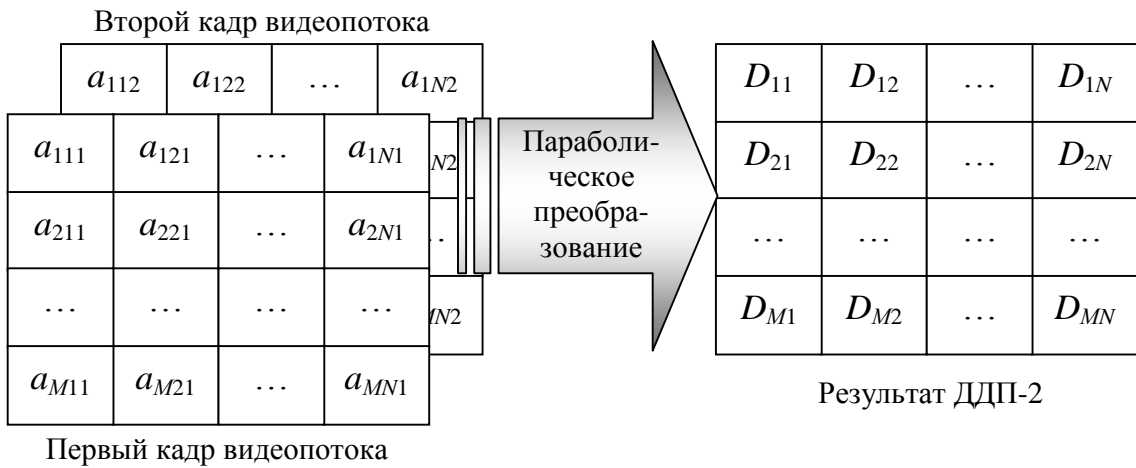 Второй кадр видеопотока
a112 a122 … a1N2
a111 a121 … a1N1
N2
a211 a221 … a2N1
… … … …
MN2
aM11 aM21 … aMN1
Первый кадр видеопотока
Параболи-
ческое
преобра-
зование
D11 D12 … D1N
D21 D22 … D2N
… … … …
DM1 DM2 … DMN
Результат ДДП-2